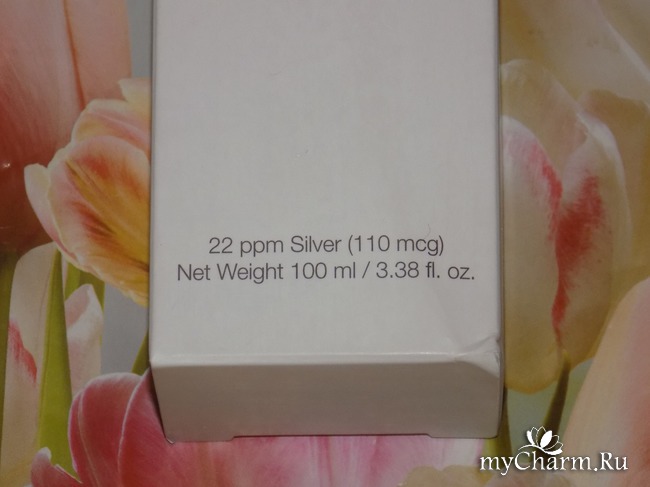 22 ppm Silver (110 mcg)
Net Weight 100 ml / 3.38 fl. oz.
myCharm.Ru